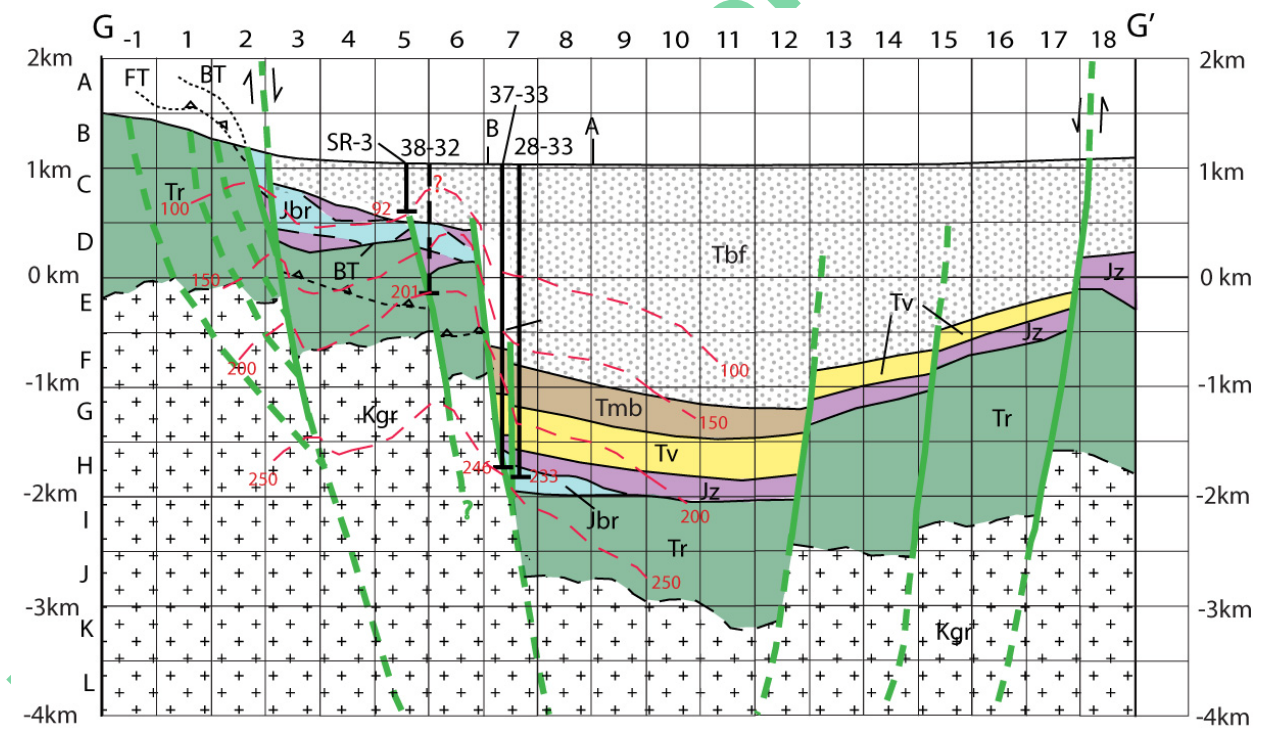 G -1 1 2 3 4 5 6 7 8 9 10 11 12 13 14 15 16 17 18 G'
2km 2km
A FT BT 37-33
B SR-3 38-32 B 28-33 A
1km 1km
C Tr ?
100 Jbr 92
D BT Tbf
0 km Jz 0 km
150 201 Tv
E
Jz
F 200 100
-1km -1km
G Kgr Tmb 150 Tr
H 250 246 233 Tv
-2km Jz -2km
? Jbr 200
I Tr
J 250
-3km -3km
K Kgr
L
-4km -4km